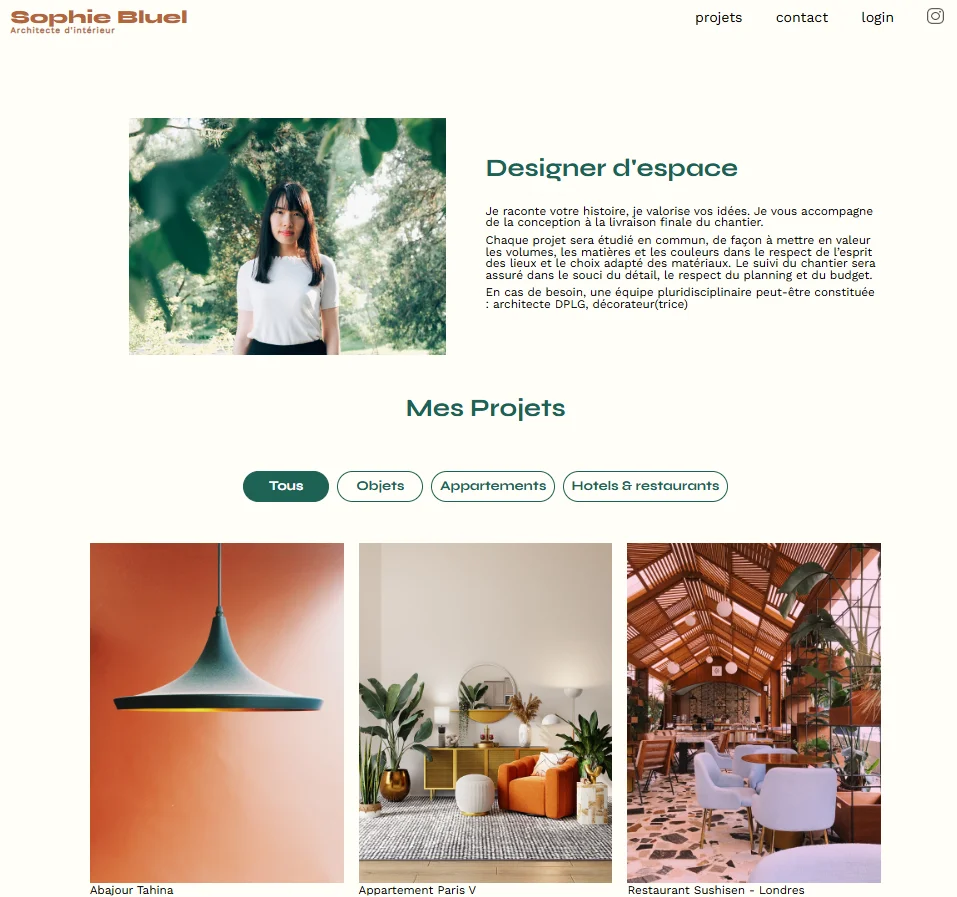 Sophie Bluel
Architecte d'intérieur
projets contact login
Designer d'espace
Je raconte votre histoire, je valorise vos idées. Je vous accompagne
de la conception à la livraison finale du chantier.
Chaque projet sera étudié en commun, de façon à mettre en valeur
les volumes, les matières et les couleurs dans le respect de l'esprit
des lieux et le choix adapté des matériaux. Le suivi du chantier sera
assuré dans le souci du détail, le respect du planning et du budget.
En cas de besoin, une équipe pluridisciplinaire peut-être constituée
: architecte DPLG, décorateur(trice)
Mes Projets
Tous Objets Appartements Hotels & restaurants
Abajour Tahina
Appartement Paris V
Restaurant Sushisen - Londres